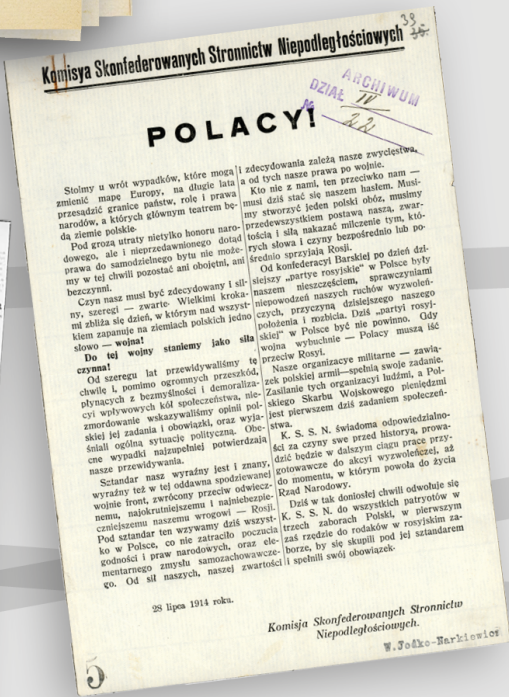 39
Komisya Skonfederowanych Stronnictw Niepodległościowych
ARCHIWUM
DZIAŁ IV
№ 22
POLACY!
Stoimy u wrót wypadków, które mogą
zmienić mapę Europy, na długie lata
przesądzić granice państw, rolę i prawa
narodów, a których głównym teatrem bę-
dą ziemie polskie.
Pod grozą utraty nietylko honoru naro-
dowego, ale i nieprzedawnionego dotąd
prawa do samodzielnego bytu nie może-
my w tej chwili pozostać ani obojętni, ani
bezczynni.
Czyn nasz musi być zdecydowany i sil-
ny, szeregi — zwarte. Wielkimi kroka-
mi zbliża się dzień, w którym nad wszyst-
kiem zapanuje na ziemiach polskich jedno
słowo — wojna!
Do tej wojny staniemy jako siła
czynna!
Od szeregu lat przewidywaliśmy tę
chwilę i, pomimo ogromnych przeszkód,
płynących z bezmyślności i demoraliza-
cyi wpływowych kół społeczeństwa, nie-
zmordowanie wskazywaliśmy opinii pol-
skiej jej zadania i obowiązki, oraz wyja-
śniali ogólną sytuację polityczną. Obe-
cne wypadki najzupełniej potwierdzają
nasze przewidywania.
Sztandar nasz wyraźny jest i znany,
wyraźny też w tej oddawna spodziewanej
wojnie front, zwrócony przeciw odwiecz-
nemu, najokrutniejszemu i najniebezpie-
czniejszemu naszemu wrogowi — Rosji.
Pod sztandar ten wzywamy dziś wszyst-
ko w Polsce, co nie zatraciło poczucia
godności i praw narodowych, oraz ele-
mentarnego zmysłu samozachowawcze-
go. Od sił naszych, naszej zwartości
i zdecydowania zależą nasze zwycięstwa,
a od tych nasze prawa po wojnie.
Kto nie z nami, ten przeciwko nam —
musi dziś stać się naszem hasłem. Musi-
my stworzyć jeden polski obóz, musimy
przedewszystkiem postawą naszą, zwar-
tością i siłą nakazać milczenie tym, któ-
rych słowa i czyny bezpośrednio lub po-
średnio sprzyjają Rosji.
Od konfederacyi Barskiej po dzień dzi-
siejszy „partye rosyjskie" w Polsce były
naszem nieszczęściem, sprawczyniami
niepowodzeń naszych ruchów wyzwoleń-
czych, przyczyną dzisiejszego naszego
położenia i rozbicia. Dziś „partyi rosyj-
skiej" w Polsce być nie powinno. Gdy
wojna wybuchnie — Polacy muszą iść
przeciw Rosyi.
Nasze organizacye militarne — zawią-
zek polskiej armii—spełnią swoje zadanie.
Zasilanie tych organizacyi ludźmi, a Pol-
skiego Skarbu Wojskowego pieniędzmi
jest pierwszem dziś zadaniem społeczeń-
stwa.
K. S. S. N. świadoma odpowiedzialno-
ści za czyny swe przed historyą, prowa-
dzić będzie w dalszym ciągu pracę przy-
gotowawcze do akcyi wyzwoleńczej, aż
do momentu, w którym powoła do życia
Rząd Narodowy.
Dziś w tak doniosłej chwili odwołuje się
K. S. S. N. do wszystkich patryotów w
trzech zaborach Polski, w pierwszym
zaś rzędzie do rodaków w rosyjskim za-
borze, by się skupili pod jej sztandarem
i spełnili swój obowiązek.
28 lipca 1914 roku.
Komisja Skonfederowanych Stronnictw
Niepodległościowych.
W.Jodko-Narkiewicz
5